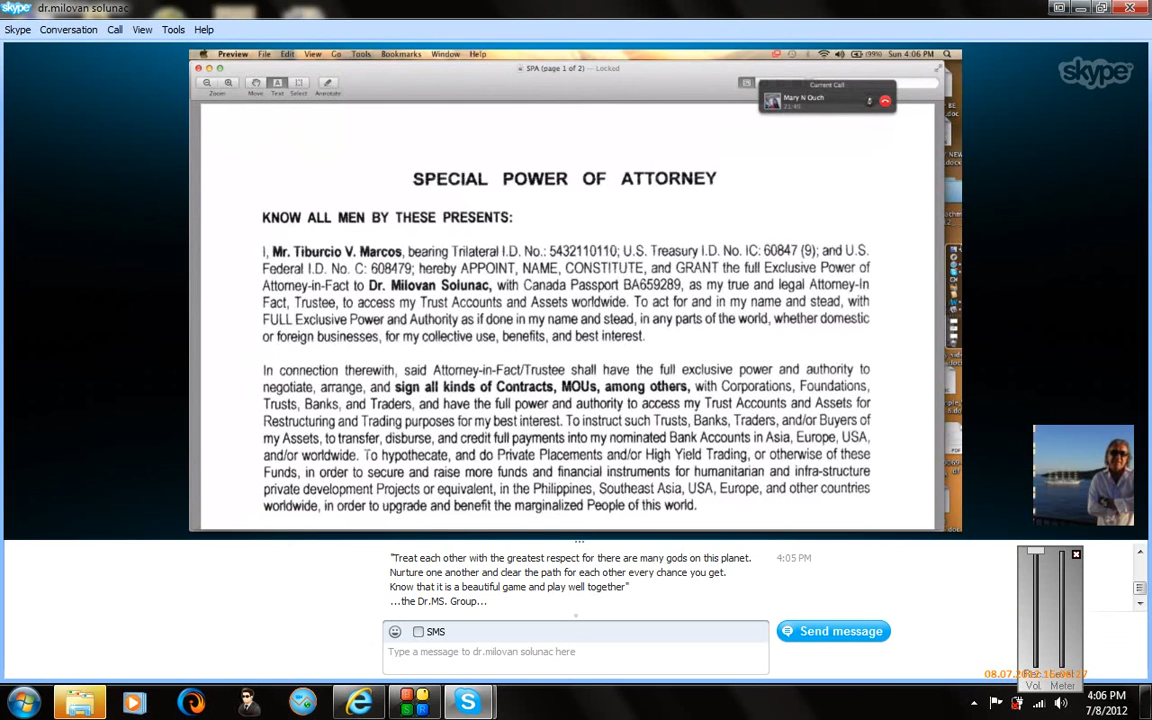 dr.milovan solunac
Skype Conversation Call View Tools Help
Preview File Edit View Go Tools Bookmarks Window Help
(99%) Sun 4:06 PM
SPA (page 1 of 2) — Locked
Zoom Move Text Select Annotate
Current Call
Mary N Ouch
skype
SPECIAL POWER OF ATTORNEY
KNOW ALL MEN BY THESE PRESENTS:
I, Mr. Tiburcio V. Marcos, bearing Trilateral I.D. No.: 5432110110; U.S. Treasury I.D. No. IC: 60847 (9); and U.S.
Federal I.D. No. C: 608479; hereby APPOINT, NAME, CONSTITUTE, and GRANT the full Exclusive Power of
Attorney-in-Fact to Dr. Milovan Solunac, with Canada Passport BA659289, as my true and legal Attorney-In
Fact, Trustee, to access my Trust Accounts and Assets worldwide. To act for and in my name and stead, with
FULL Exclusive Power and Authority as if done in my name and stead, in any parts of the world, whether domestic
or foreign businesses, for my collective use, benefits, and best interest.
In connection therewith, said Attorney-in-Fact/Trustee shall have the full exclusive power and authority to
negotiate, arrange, and sign all kinds of Contracts, MOUs, among others, with Corporations, Foundations,
Trusts, Banks, and Traders, and have the full power and authority to access my Trust Accounts and Assets for
Restructuring and Trading purposes for my best interest. To instruct such Trusts, Banks, Traders, and/or Buyers of
my Assets, to transfer, disburse, and credit full payments into my nominated Bank Accounts in Asia, Europe, USA,
and/or worldwide. To hypothecate, and do Private Placements and/or High Yield Trading, or otherwise of these
Funds, in order to secure and raise more funds and financial instruments for humanitarian and infra-structure
private development Projects or equivalent, in the Philippines, Southeast Asia, USA, Europe, and other countries
worldwide, in order to upgrade and benefit the marginalized People of this world.
"Treat each other with the greatest respect for there are many gods on this planet. 4:05 PM
Nurture one another and clear the path for each other every chance you get.
Know that it is a beautiful game and play well together"
...the Dr.MS. Group...
SMS
Send message
Type a message to dr.milovan solunac here
Vol Meter
4:06 PM
7/8/2012